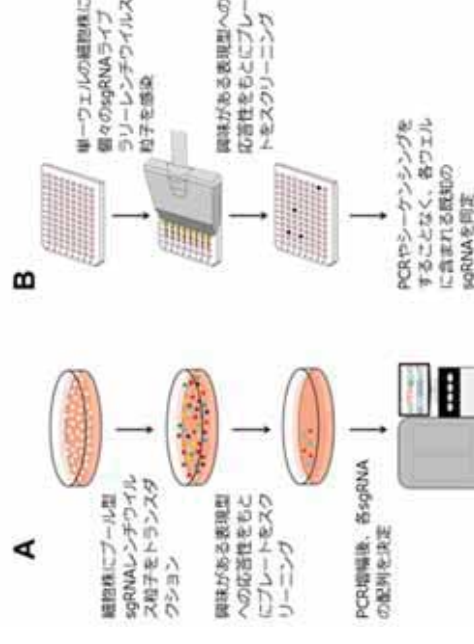 A
細胞株にプール型
sgRNAレンチウイル
ス粒子をトランスダ
クション
興味がある表現型
への応答性をもと
にプレートをスク
リーニング
PCR増幅後、各sgRNA
の配列を決定
B
単一ウェルの細胞株に
個々のsgRNAライブ
ラリーレンチウイルス
粒子を感染
興味がある表現型への
応答性をもとにプレー
トをスクリーニング
PCRやシーケンシングを
することなく、各ウェル
に含まれる既知の
sgRNAを同定